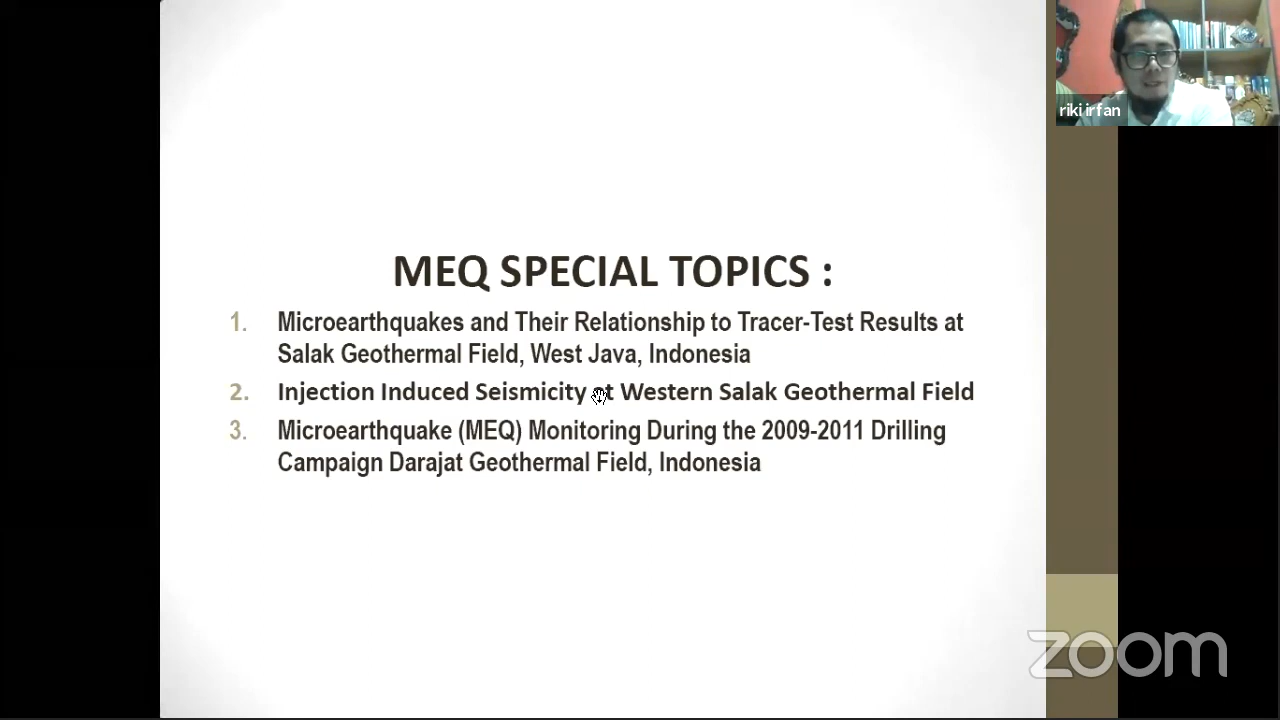 riki irfan
MEQ SPECIAL TOPICS :
1. Microearthquakes and Their Relationship to Tracer-Test Results at
Salak Geothermal Field, West Java, Indonesia
2. Injection Induced Seismicity at Western Salak Geothermal Field
3. Microearthquake (MEQ) Monitoring During the 2009-2011 Drilling
Campaign Darajat Geothermal Field, Indonesia
zoom